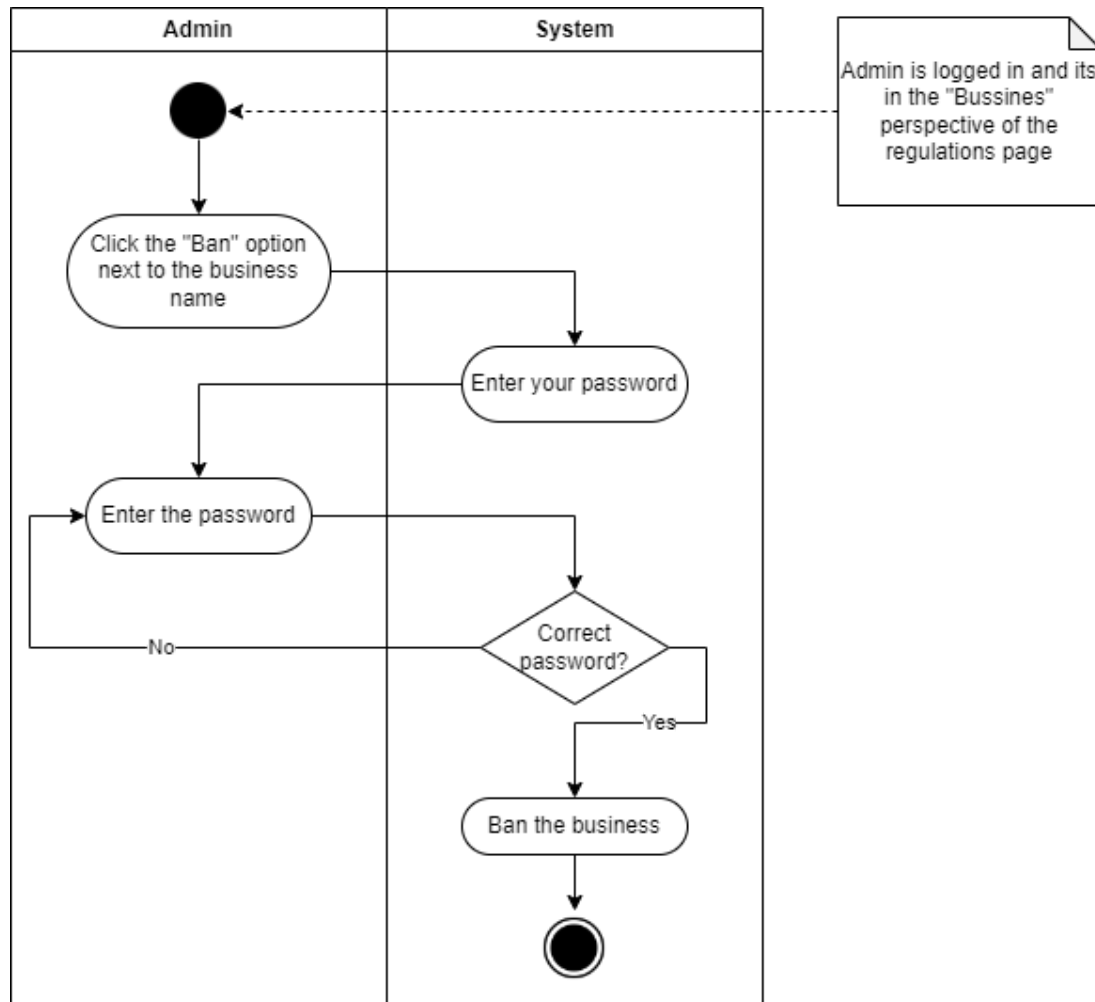 Admin
System
Admin is logged in and its
in the "Bussines"
perspective of the
regulations page
Click the "Ban" option
next to the business
name
Enter your password
Enter the password
Correct
password?
No
Yes
Ban the business